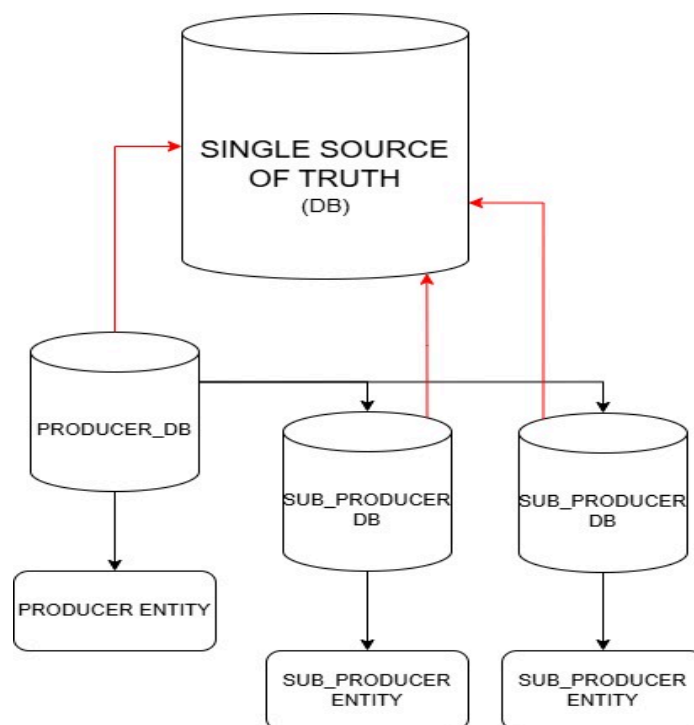 SINGLE SOURCE
OF TRUTH
(DB)
PRODUCER_DB
SUB_PRODUCER
DB
SUB_PRODUCER
DB
PRODUCER ENTITY
SUB_PRODUCER
ENTITY
SUB_PRODUCER
ENTITY